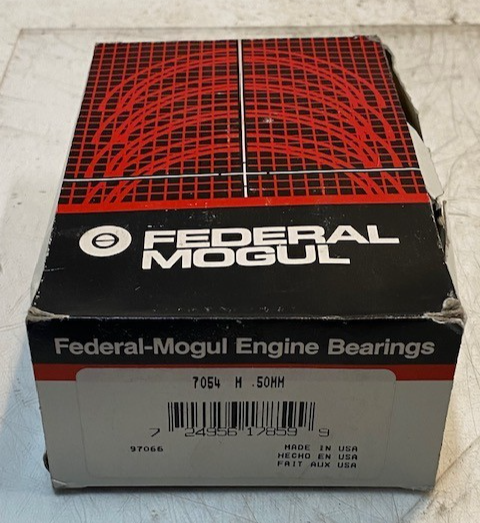 FEDERAL
MOGUL
Federal-Mogul Engine Bearings
7054 M .50MM
7 24956 17859 9
97066
MADE IN USA
HECHO EN USA
FAIT AUX USA